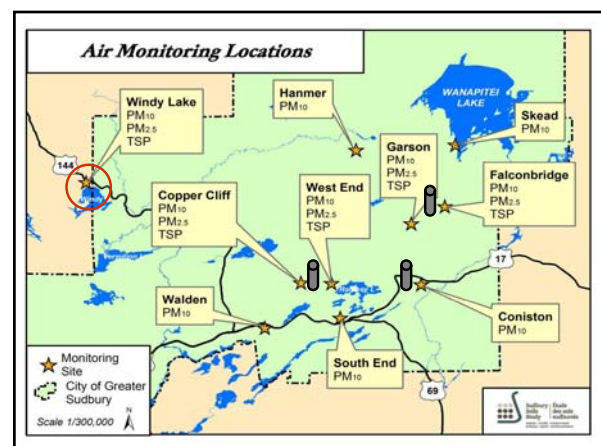 Air Monitoring Locations
Windy Lake
PM10
PM2.5
TSP
Hanmer
PM10
WANAPITEI
LAKE
Skead
PM10
Garson
PM10
PM2.5
TSP
144
West End
PM10
PM2.5
TSP
Falconbridge
PM10
PM2.5
TSP
Copper Cliff
PM10
PM2.5
TSP
17
Walden
PM10
Coniston
PM10
South End
PM10
69
Monitoring
Site
City of Greater
Sudbury
Scale 1/300,000
N
Sudbury
Soils
Study
Étude
des sols